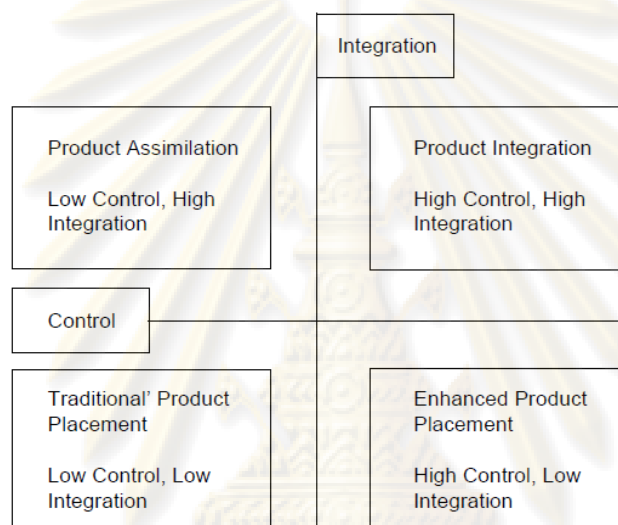 Integration
Product Assimilation
Low Control, High
Integration
Product Integration
High Control, High
Integration
Control
Traditional’ Product
Placement
Low Control, Low
Integration
Enhanced Product
Placement
High Control, Low
Integration